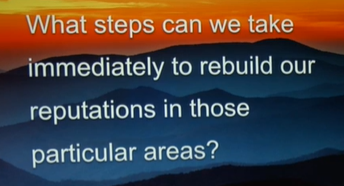 What steps can we take
immediately to rebuild our
reputations in those
particular areas?